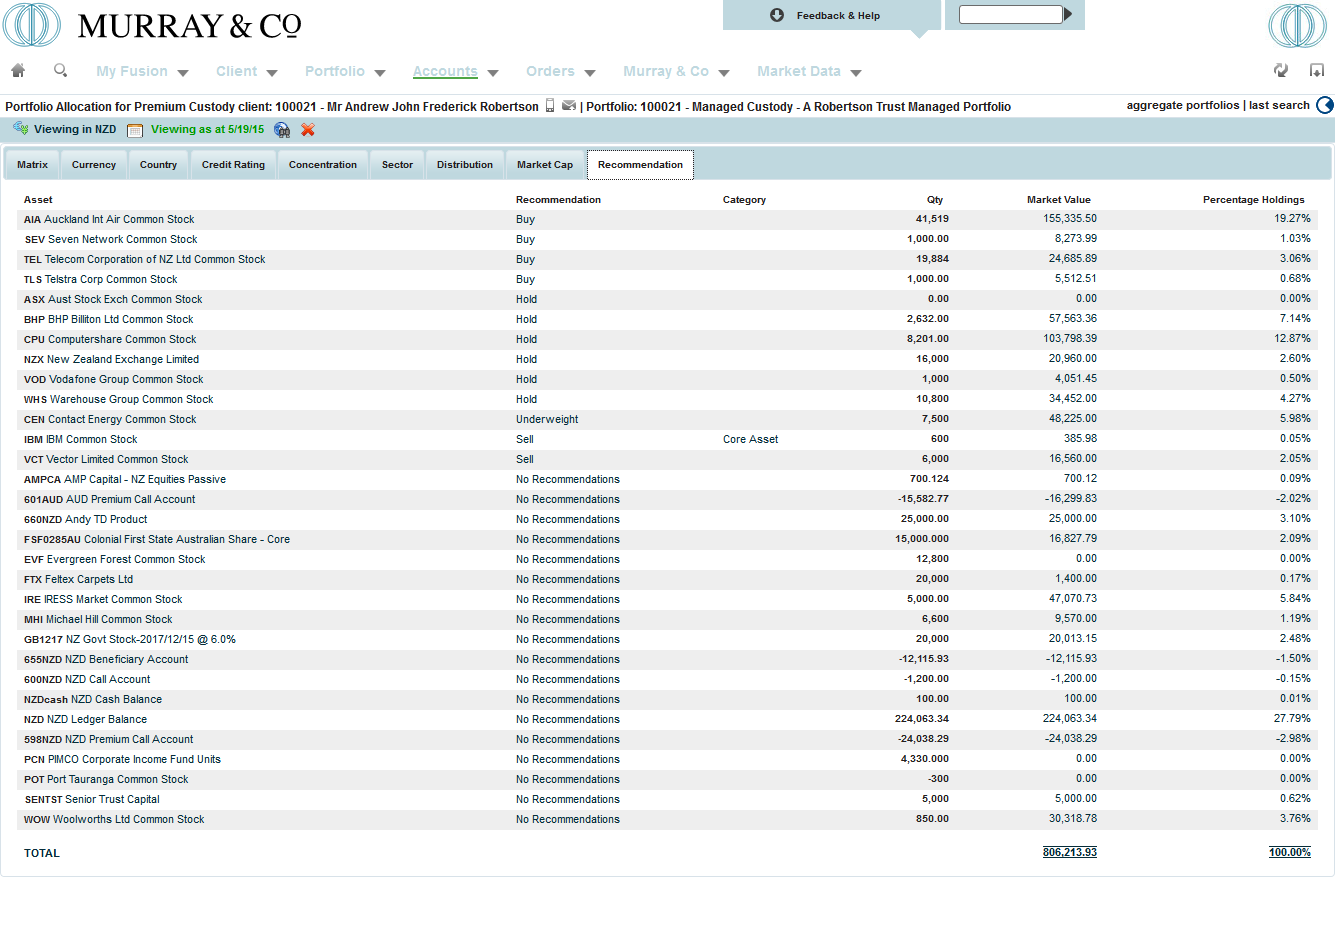 MURRAY & CO
Feedback & Help
My Fusion Client Portfolio Accounts Orders Murray & Co Market Data
Portfolio Allocation for Premium Custody client: 100021 - Mr Andrew John Frederick Robertson | Portfolio: 100021 - Managed Custody - A Robertson Trust Managed Portfolio aggregate portfolios | last search
Viewing in NZD Viewing as at 5/19/15
Matrix Currency Country Credit Rating Concentration Sector Distribution Market Cap Recommendation
Asset Recommendation Category Qty Market Value Percentage Holdings
AIA Auckland Int Air Common Stock Buy 41,519 155,335.50 19.27%
SEV Seven Network Common Stock Buy 1,000.00 8,273.99 1.03%
TEL Telecom Corporation of NZ Ltd Common Stock Buy 19,884 24,685.89 3.06%
TLS Telstra Corp Common Stock Buy 1,000.00 5,512.51 0.68%
ASX Aust Stock Exch Common Stock Hold 0.00 0.00 0.00%
BHP BHP Billiton Ltd Common Stock Hold 2,632.00 57,563.36 7.14%
CPU Computershare Common Stock Hold 8,201.00 103,798.39 12.87%
NZX New Zealand Exchange Limited Hold 16,000 20,960.00 2.60%
VOD Vodafone Group Common Stock Hold 1,000 4,051.45 0.50%
WHS Warehouse Group Common Stock Hold 10,800 34,452.00 4.27%
CEN Contact Energy Common Stock Underweight 7,500 48,225.00 5.98%
IBM IBM Common Stock Sell Core Asset 600 385.98 0.05%
VCT Vector Limited Common Stock Sell 6,000 16,560.00 2.05%
AMPCA AMP Capital - NZ Equities Passive No Recommendations 700.124 700.12 0.09%
601AUD AUD Premium Call Account No Recommendations -15,582.77 -16,299.83 -2.02%
660NZD Andy TD Product No Recommendations 25,000.00 25,000.00 3.10%
FSF0285AU Colonial First State Australian Share - Core No Recommendations 15,000.000 16,827.79 2.09%
EVF Evergreen Forest Common Stock No Recommendations 12,800 0.00 0.00%
FTX Feltex Carpets Ltd No Recommendations 20,000 1,400.00 0.17%
IRE IRESS Market Common Stock No Recommendations 5,000.00 47,070.73 5.84%
MHI Michael Hill Common Stock No Recommendations 6,600 9,570.00 1.19%
GB1217 NZ Govt Stock-2017/12/15 @ 6.0% No Recommendations 20,000 20,013.15 2.48%
655NZD NZD Beneficiary Account No Recommendations -12,115.93 -12,115.93 -1.50%
600NZD NZD Call Account No Recommendations -1,200.00 -1,200.00 -0.15%
NZDcash NZD Cash Balance No Recommendations 100.00 100.00 0.01%
NZD NZD Ledger Balance No Recommendations 224,063.34 224,063.34 27.79%
598NZD NZD Premium Call Account No Recommendations -24,038.29 -24,038.29 -2.98%
PCN PIMCO Corporate Income Fund Units No Recommendations 4,330.000 0.00 0.00%
POT Port Tauranga Common Stock No Recommendations -300 0.00 0.00%
SENTST Senior Trust Capital No Recommendations 5,000 5,000.00 0.62%
WOW Woolworths Ltd Common Stock No Recommendations 850.00 30,318.78 3.76%
TOTAL 806,213.93 100.00%